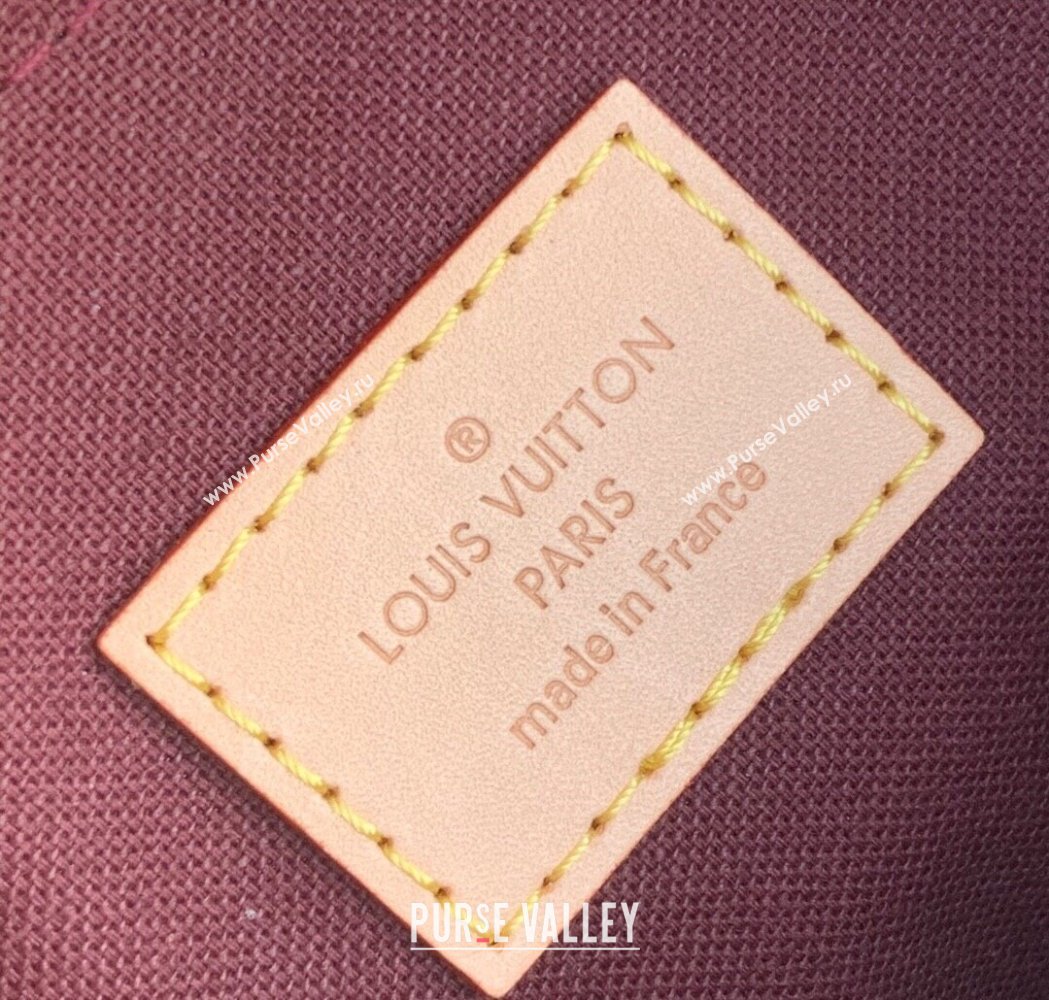 ®
LOUIS VUITTON
PARIS
made in France
www.PurseValley.ru
www.PurseValley.ru
PURSE VALLEY